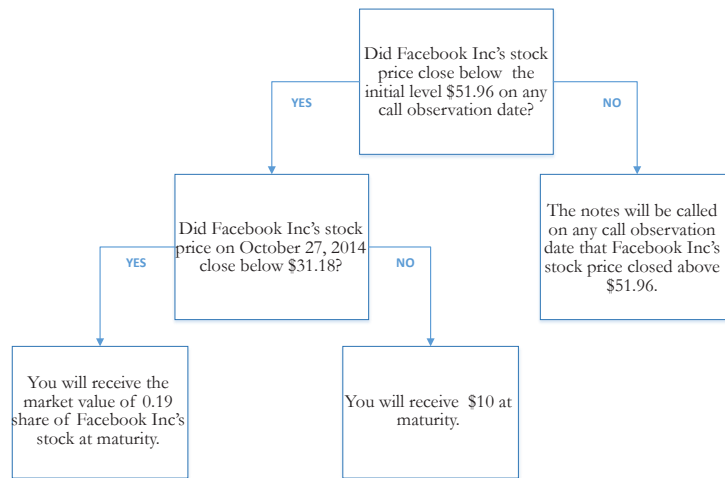 Did Facebook Inc's stock
price close below the
initial level $51.96 on any
call observation date?
YES
NO
Did Facebook Inc's stock
price on October 27, 2014
close below $31.18?
The notes will be called
on any call observation
date that Facebook Inc's
stock price closed above
$51.96.
YES
NO
You will receive the
market value of 0.19
share of Facebook Inc's
stock at maturity.
You will receive $10 at
maturity.